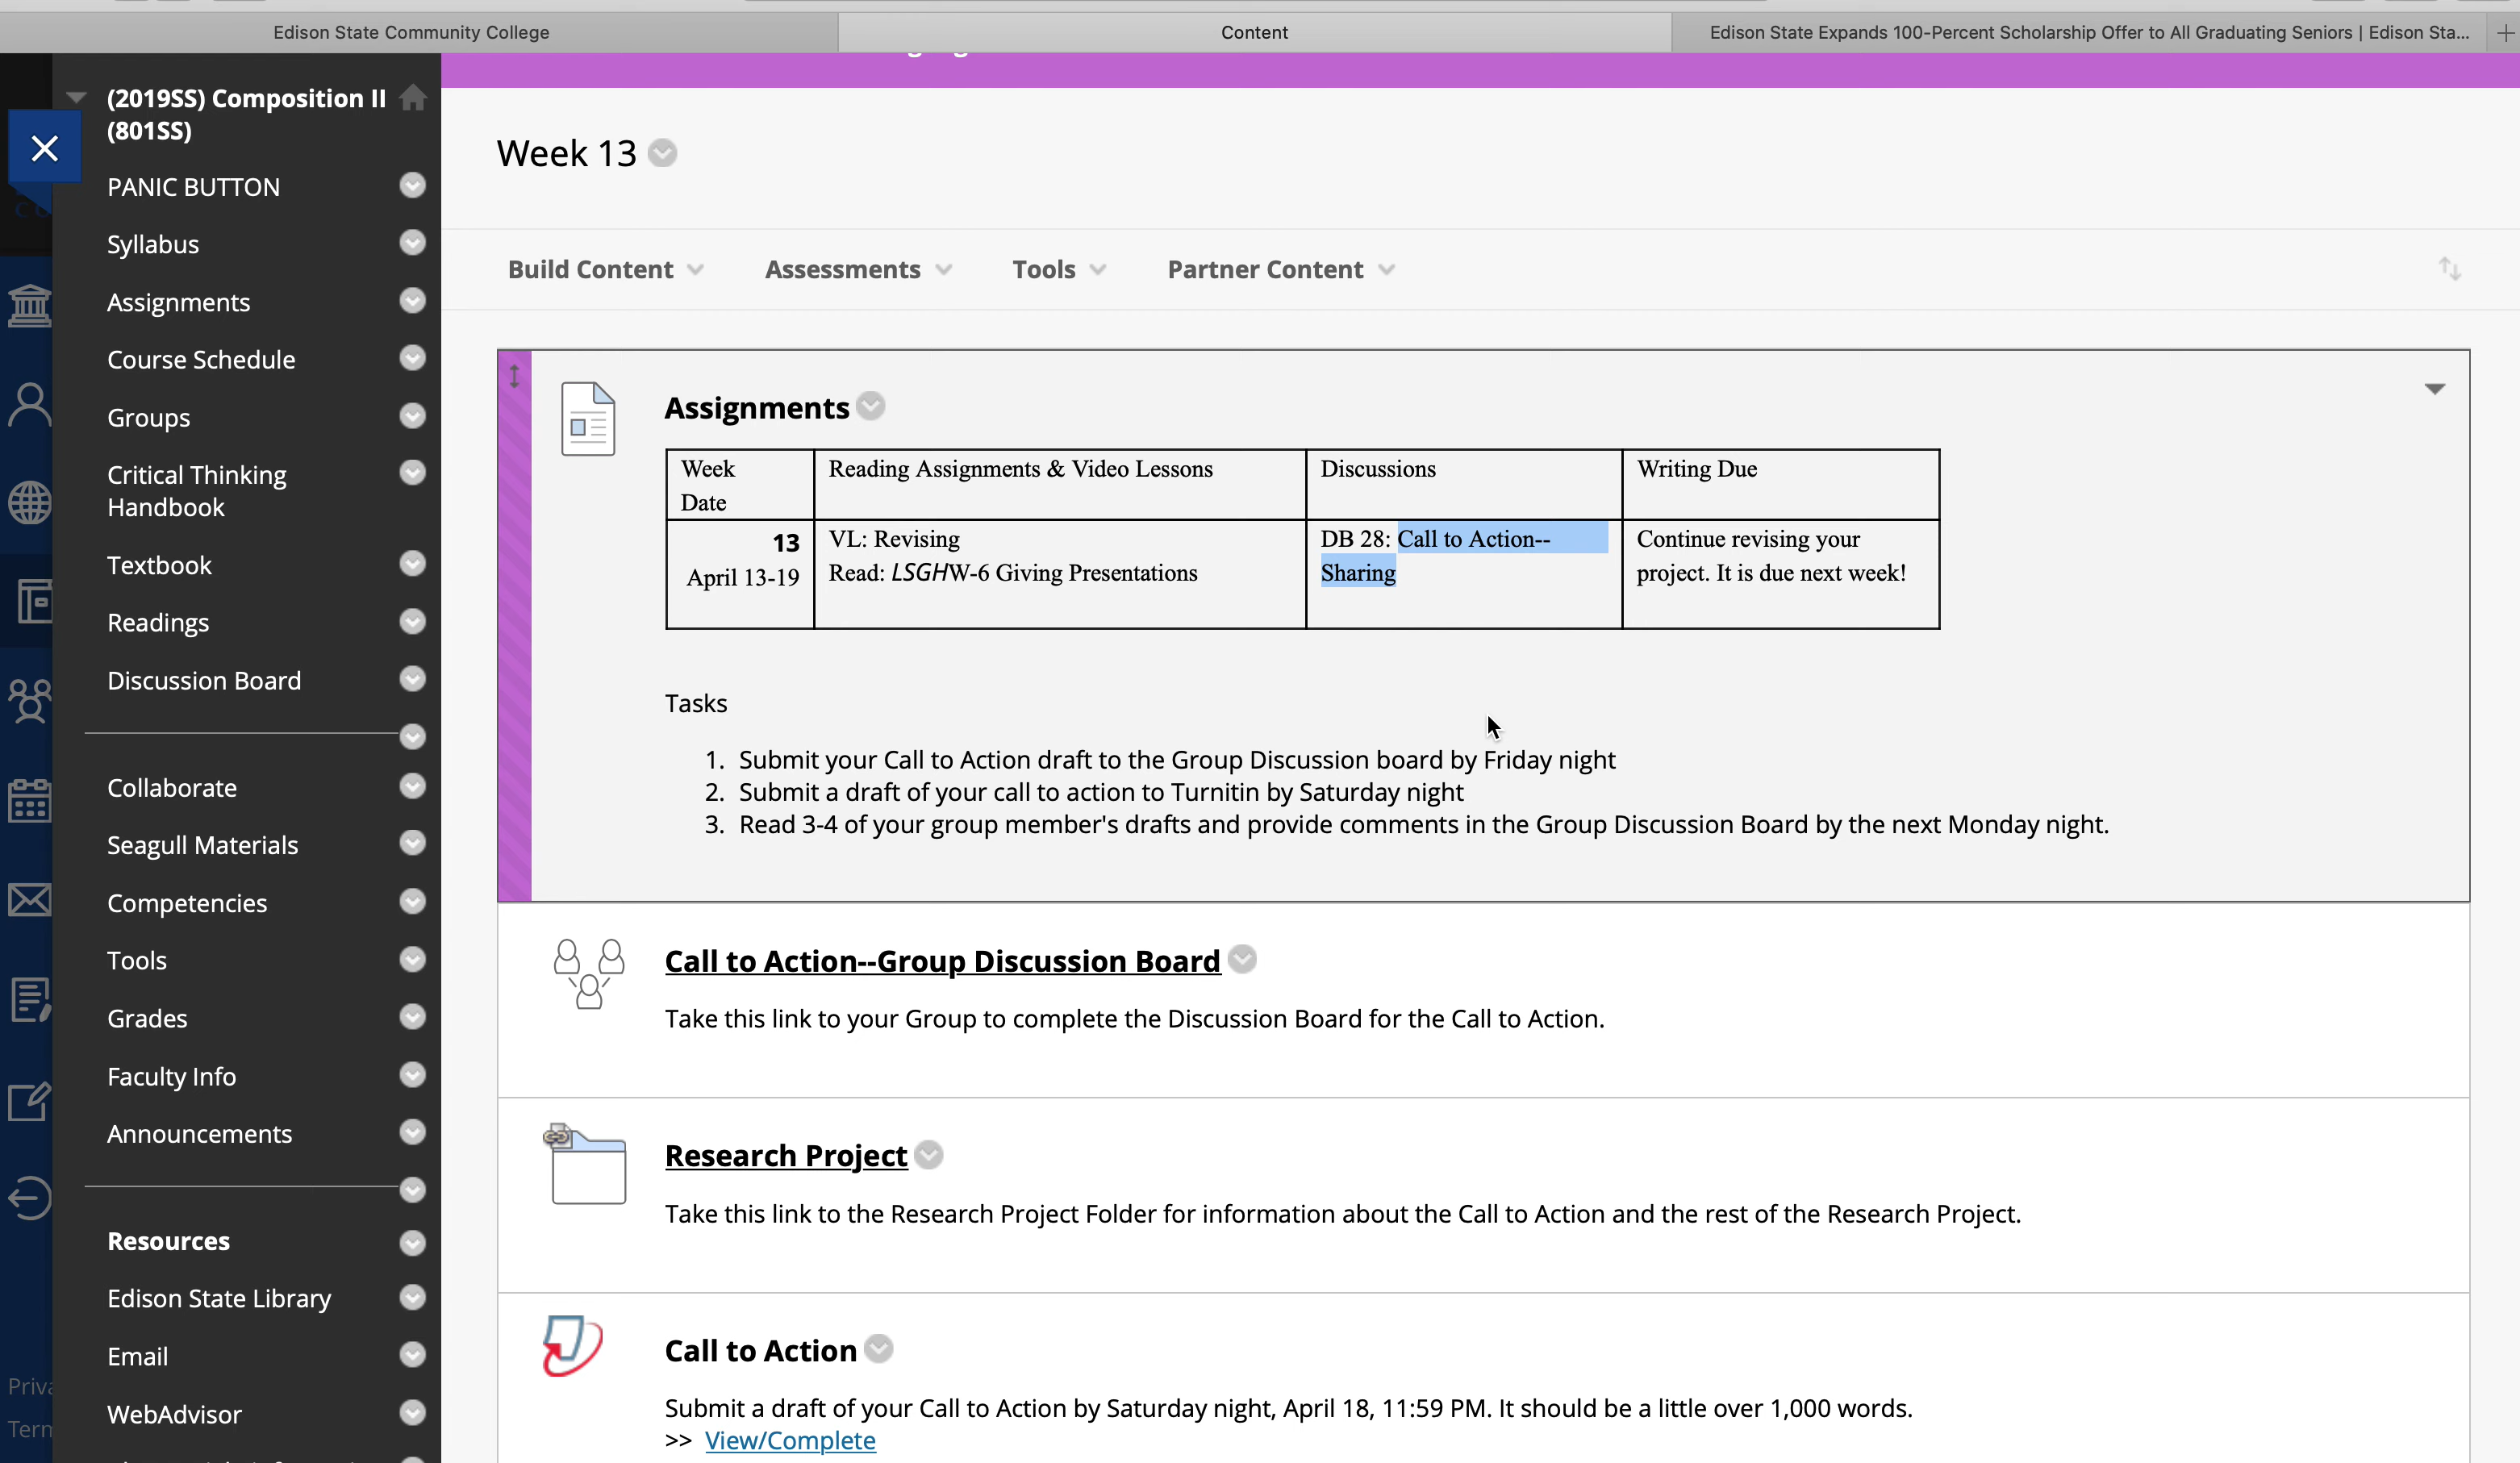 Edison State Community College
Content
Edison State Expands 100-Percent Scholarship Offer to All Graduating Seniors | Edison Sta...
(2019SS) Composition II
(801SS)
PANIC BUTTON
Syllabus
Assignments
Course Schedule
Groups
Critical Thinking
Handbook
Textbook
Readings
Discussion Board
Collaborate
Seagull Materials
Competencies
Tools
Grades
Faculty Info
Announcements
Resources
Edison State Library
Email
WebAdvisor
Priva
Term
Week 13
Build Content
Assessments
Tools
Partner Content
Assignments
Week
Date
Reading Assignments & Video Lessons
Discussions
Writing Due
13
April 13-19
VL: Revising
Read: LSGHW-6 Giving Presentations
DB 28: Call to Action--
Sharing
Continue revising your
project. It is due next week!
Tasks
1. Submit your Call to Action draft to the Group Discussion board by Friday night
2. Submit a draft of your call to action to Turnitin by Saturday night
3. Read 3-4 of your group member's drafts and provide comments in the Group Discussion Board by the next Monday night.
Call to Action--Group Discussion Board
Take this link to your Group to complete the Discussion Board for the Call to Action.
Research Project
Take this link to the Research Project Folder for information about the Call to Action and the rest of the Research Project.
Call to Action
Submit a draft of your Call to Action by Saturday night, April 18, 11:59 PM. It should be a little over 1,000 words.
>> View/Complete